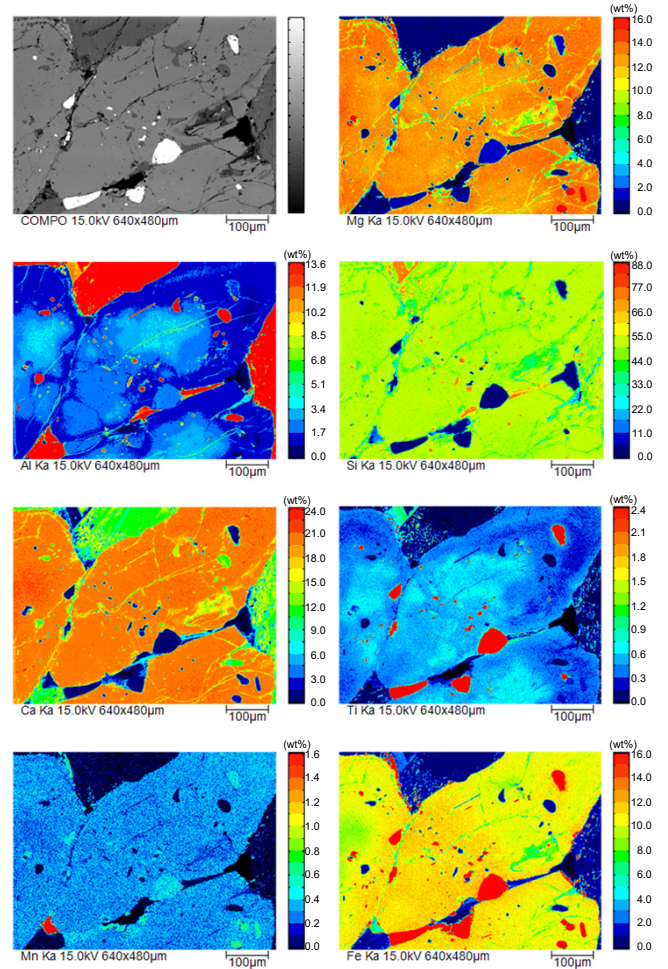 (wt%)
16.0
14.0
12.0
10.0
8.0
6.0
4.0
2.0
0.0
COMPO 15.0kV 640x480µm
100µm
Mg Ka 15.0kV 640x480µm
100µm
(wt%)
13.6
11.9
10.2
8.5
6.8
5.1
3.4
1.7
0.0
Al Ka 15.0kV 640x480µm
100µm
(wt%)
88.0
77.0
66.0
55.0
44.0
33.0
22.0
11.0
0.0
Si Ka 15.0kV 640x480µm
100µm
(wt%)
24.0
21.0
18.0
15.0
12.0
9.0
6.0
3.0
0.0
Ca Ka 15.0kV 640x480µm
100µm
(wt%)
2.4
2.1
1.8
1.5
1.2
0.9
0.6
0.3
0.0
Ti Ka 15.0kV 640x480µm
100µm
(wt%)
1.6
1.4
1.2
1.0
0.8
0.6
0.4
0.2
0.0
Mn Ka 15.0kV 640x480µm
100µm
(wt%)
16.0
14.0
12.0
10.0
8.0
6.0
4.0
2.0
0.0
Fe Ka 15.0kV 640x480µm
100µm